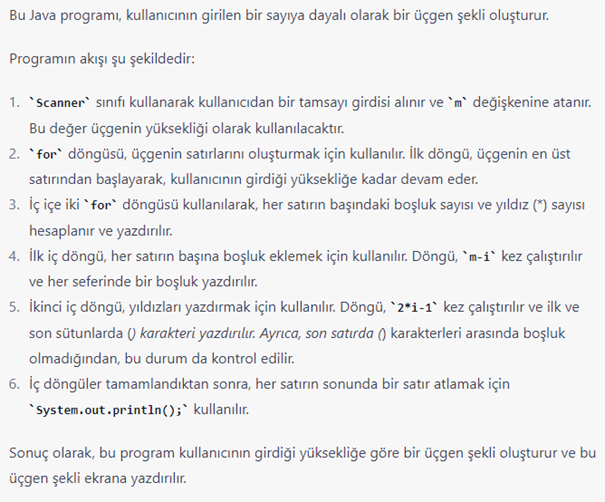 Bu Java programı, kullanıcının girilen bir sayıya dayalı olarak bir üçgen şekli oluşturur.
Programın akışı şu şekildedir:
1. `Scanner` sınıfı kullanarak kullanıcıdan bir tamsayı girdisi alınır ve `m` değişkenine atanır.
Bu değer üçgenin yüksekliği olarak kullanılacaktır.
2. `for` döngüsü, üçgenin satırlarını oluşturmak için kullanılır. İlk döngü, üçgenin en üst
satırından başlayarak, kullanıcının girdiği yüksekliğe kadar devam eder.
3. İç içe iki `for` döngüsü kullanılarak, her satırın başındaki boşluk sayısı ve yıldız (*) sayısı
hesaplanır ve yazdırılır.
4. İlk iç döngü, her satırın başına boşluk eklemek için kullanılır. Döngü, `m-i` kez çalıştırılır
ve her seferinde bir boşluk yazdırılır.
5. İkinci iç döngü, yıldızları yazdırmak için kullanılır. Döngü, `2*i-1` kez çalıştırılır ve ilk ve
son sütunlarda () karakteri yazdırılır. Ayrıca, son satırda () karakterleri arasında boşluk
olmadığından, bu durum da kontrol edilir.
6. İç döngüler tamamlandıktan sonra, her satırın sonunda bir satır atlamak için
`System.out.println();` kullanılır.
Sonuç olarak, bu program kullanıcının girdiği yüksekliğe göre bir üçgen şekli oluşturur ve bu
üçgen şekli ekrana yazdırılır.